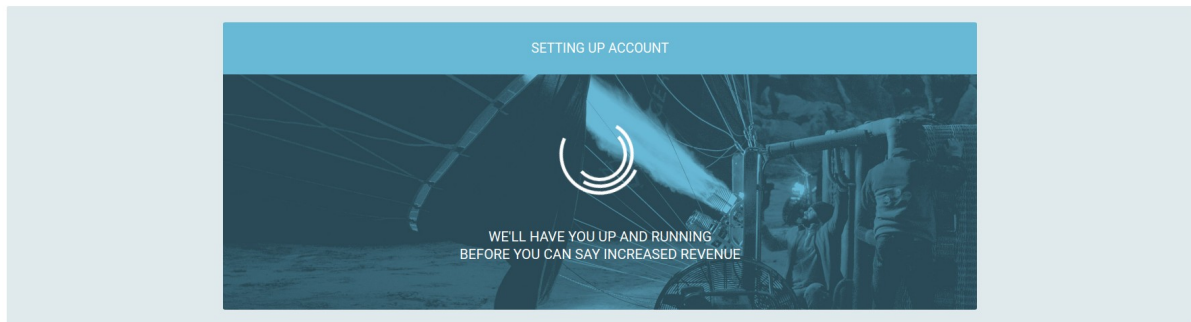 SETTING UP ACCOUNT
WE'LL HAVE YOU UP AND RUNNING
BEFORE YOU CAN SAY INCREASED REVENUE